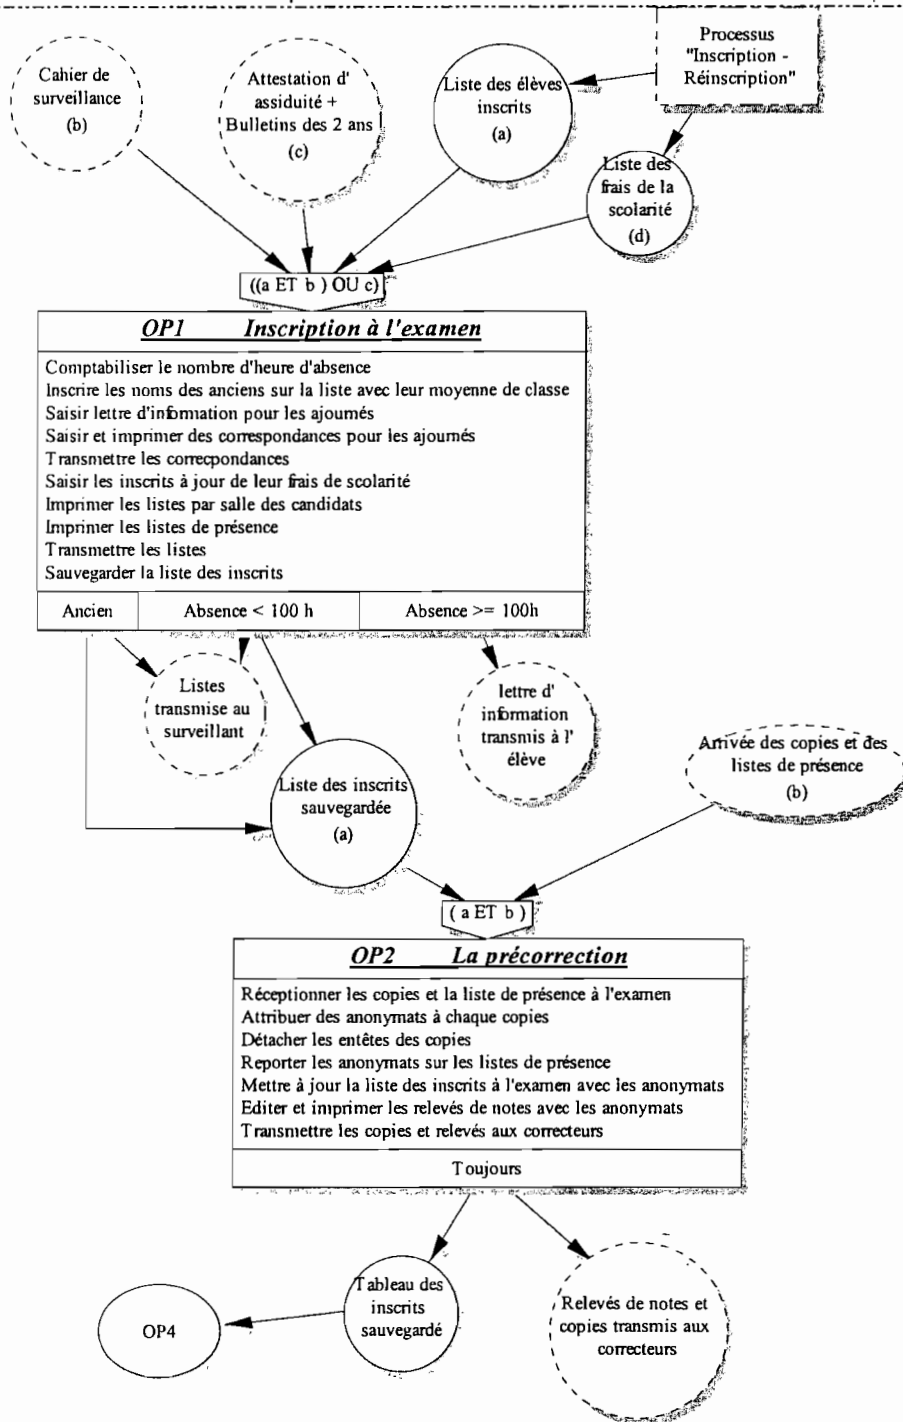 Processus
"Inscription -
Réinscription"
Cahier de
surveillance
(b)
Attestation d'
assiduité +
Bulletins des 2 ans
(c)
Liste des élèves
inscrits
(a)
Liste des
frais de la
scolarité
(d)
((a ET b ) OU c)
OP1 Inscription à l'examen
Comptabiliser le nombre d'heure d'absence
Inscrire les noms des anciens sur la liste avec leur moyenne de classe
Saisir lettre d'information pour les ajournés
Saisir et imprimer des correspondances pour les ajournés
Transmettre les correcpondances
Saisir les inscrits à jour de leur frais de scolarité
Imprimer les listes par salle des candidats
Imprimer les listes de présence
Transmettre les listes
Sauvegarder la liste des inscrits
Ancien Absence < 100 h Absence >= 100h
Listes
transmise au
surveillant
lettre d'
information
transmis à l'
élève
Arrivée des copies et des
listes de présence
(b)
Liste des inscrits
sauvegardée
(a)
( a ET b )
OP2 La précorrection
Réceptionner les copies et la liste de présence à l'examen
Attribuer des anonymats à chaque copies
Détacher les entêtes des copies
Reporter les anonymats sur les listes de présence
Mettre à jour la liste des inscrits à l'examen avec les anonymats
Editer et imprimer les relevés de notes avec les anonymats
Transmettre les copies et relevés aux correcteurs
Toujours
Tableau des
inscrits
sauvegardé
OP4
Relevés de notes et
copies transmis aux
correcteurs